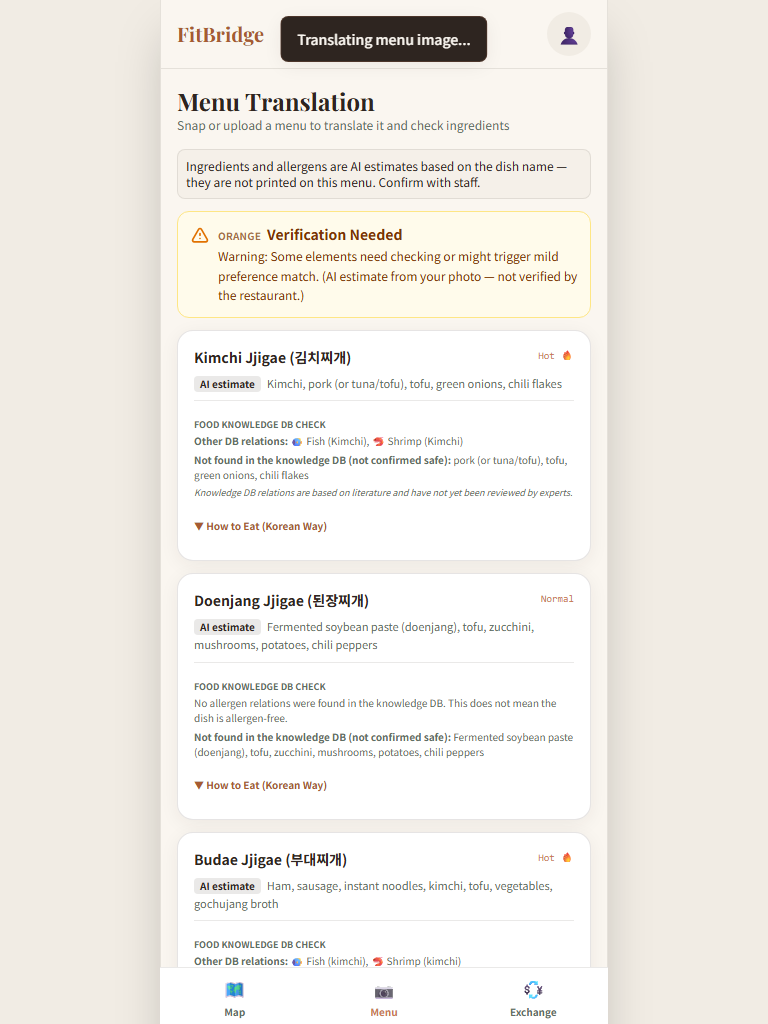 FitBridge
Translating menu image...
Menu Translation
Snap or upload a menu to translate it and check ingredients
Ingredients and allergens are AI estimates based on the dish name —
they are not printed on this menu. Confirm with staff.
ORANGE Verification Needed
Warning: Some elements need checking or might trigger mild
preference match. (AI estimate from your photo — not verified by
the restaurant.)
Kimchi Jjigae (김치찌개)
Hot
AI estimate Kimchi, pork (or tuna/tofu), tofu, green onions, chili flakes
FOOD KNOWLEDGE DB CHECK
Other DB relations: Fish (Kimchi), Shrimp (Kimchi)
Not found in the knowledge DB (not confirmed safe): pork (or tuna/tofu), tofu,
green onions, chili flakes
Knowledge DB relations are based on literature and have not yet been reviewed by experts.
▼ How to Eat (Korean Way)
Doenjang Jjigae (된장찌개)
Normal
AI estimate Fermented soybean paste (doenjang), tofu, zucchini,
mushrooms, potatoes, chili peppers
FOOD KNOWLEDGE DB CHECK
No allergen relations were found in the knowledge DB. This does not mean the
dish is allergen-free.
Not found in the knowledge DB (not confirmed safe): Fermented soybean paste
(doenjang), tofu, zucchini, mushrooms, potatoes, chili peppers
▼ How to Eat (Korean Way)
Budae Jjigae (부대찌개)
Hot
AI estimate Ham, sausage, instant noodles, kimchi, tofu, vegetables,
gochujang broth
FOOD KNOWLEDGE DB CHECK
Other DB relations: Fish (kimchi), Shrimp (kimchi)
Map
Menu
Exchange